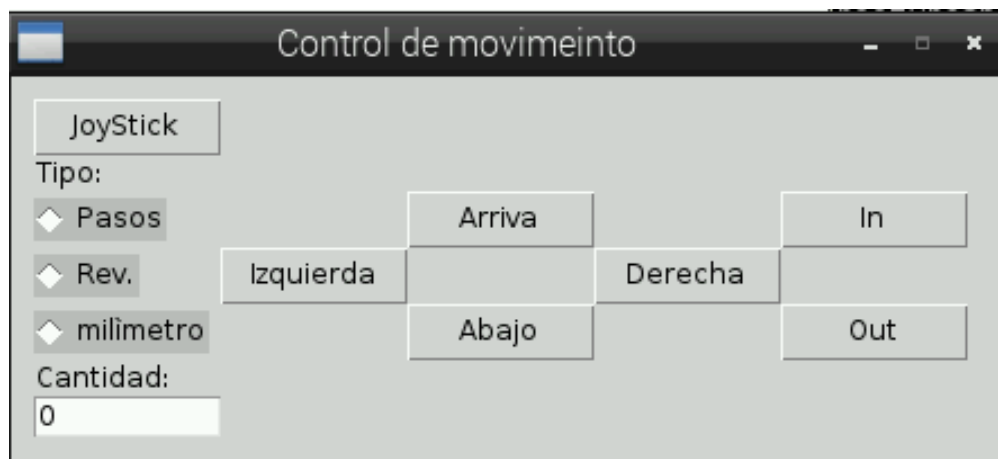 Control de movimeinto
JoyStick
Tipo:
Pasos Arriva In
Rev. Izquierda Derecha
milìmetro Abajo Out
Cantidad:
0